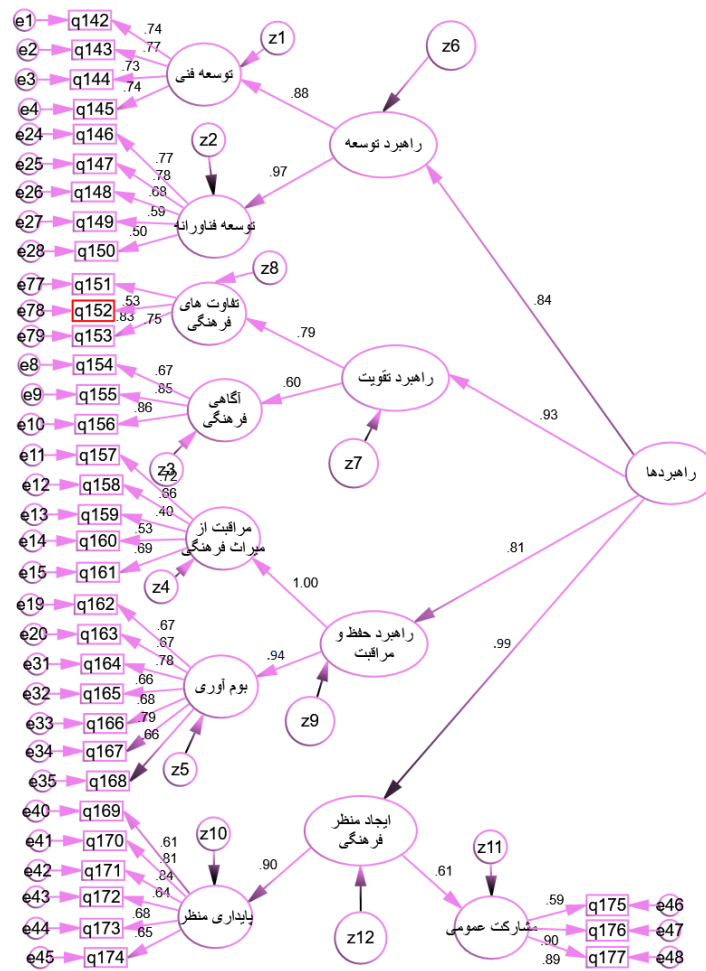 e1 q142 .74
e2 q143 .77
e3 q144 .73
e4 q145 .74
توسعه فنی
z1
.88
z6
راهبرد توسعه
e24 q146 .77
e25 q147 .78
e26 q148 .68
e27 q149 .59
e28 q150 .50
z2
.97
توسعه فناورانه
.84
e77 q151 .53
e78 q152 .83
e79 q153 .75
z8
تفاوت های
فرهنگی
.79
راهبرد تقویت
z7
.93
e8 q154 .67
e9 q155 .85
e10 q156 .86
آگاهی
فرهنگی
.60
z3
راهبردها
e11 q157 .72
e12 q158 .66
e13 q159 .40
e14 q160 .53
e15 q161 .69
مراقبت از
میراث فرهنگی
z4
1.00
.81
راهبرد حفظ و
مراقبت
z9
e19 q162 .67
e20 q163 .67
e31 q164 .78
e32 q165 .66
e33 q166 .68
e34 q167 .79
e35 q168 .66
بوم آوری
.94
z5
.99
ایجاد منظر
فرهنگی
z12
e40 q169 .61
e41 q170 .81
e42 q171 .84
e43 q172 .64
e44 q173 .68
e45 q174 .65
z10
پایداری منظر
.90
.61
z11
مشارکت عمومی
.59 q175 e46
.90 q176 e47
.89 q177 e48